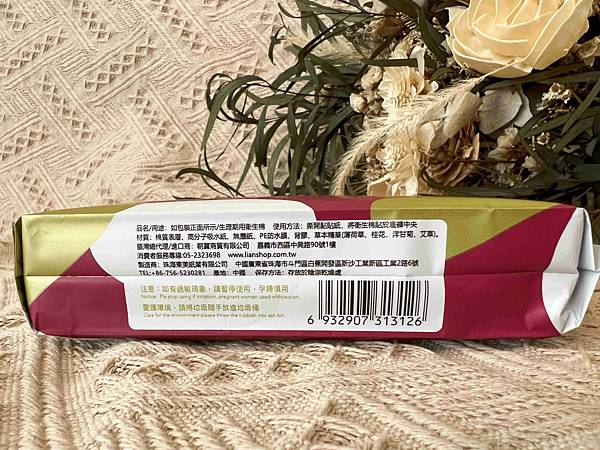 品名/用途：如包裝正面所示/生理期用衛生棉　使用方法：撕開黏貼紙，將衛生棉貼於底褲中央
材質：棉質表層、高分子吸水紙、無塵紙、PE防水膜、背膠、草本精華(薄荷草、桂花、洋甘菊、艾草)。
臺灣總代理/進口商：朝寶商貿有限公司　嘉義市西區中興路90號1樓
消費者服務專線:05-2323698　www.lianshop.com.tw
製造商：珠海東美紙業有限公司　中國廣東省珠海市斗門區白蕉開發區新沙工業新區工業2路6號
TEL:+86-756-5230281　產地：中國　保存方法：存放於陰涼乾燥處
注意：如有過敏現象，請暫停使用，孕婦慎用
Notice : Pls stop using if irritation, pregnant women used withcaution.
愛護環境，請將垃圾隨手放進垃圾桶
Care for the environment please throw the rubbish into ash bin
6 932907 313126